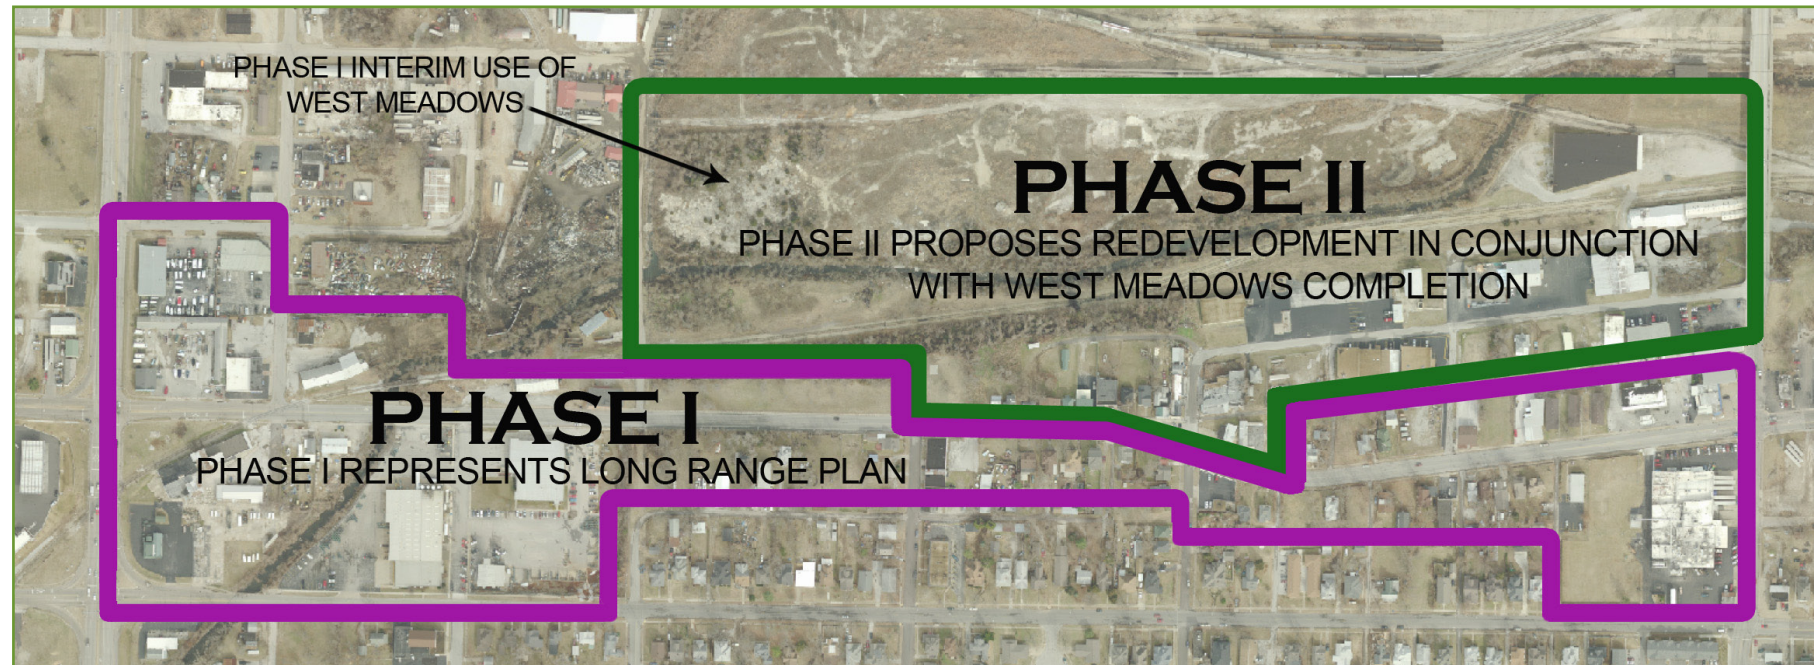 PHASE I INTERIM USE OF
WEST MEADOWS
PHASE II
PHASE II PROPOSES REDEVELOPMENT IN CONJUNCTION
WITH WEST MEADOWS COMPLETION
PHASE I
PHASE I REPRESENTS LONG RANGE PLAN